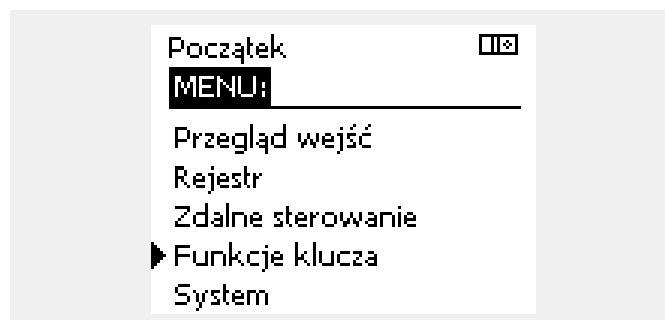 Początek
MENU:
Przegląd wejść
Rejestr
Zdalne sterowanie
Funkcje klucza
System